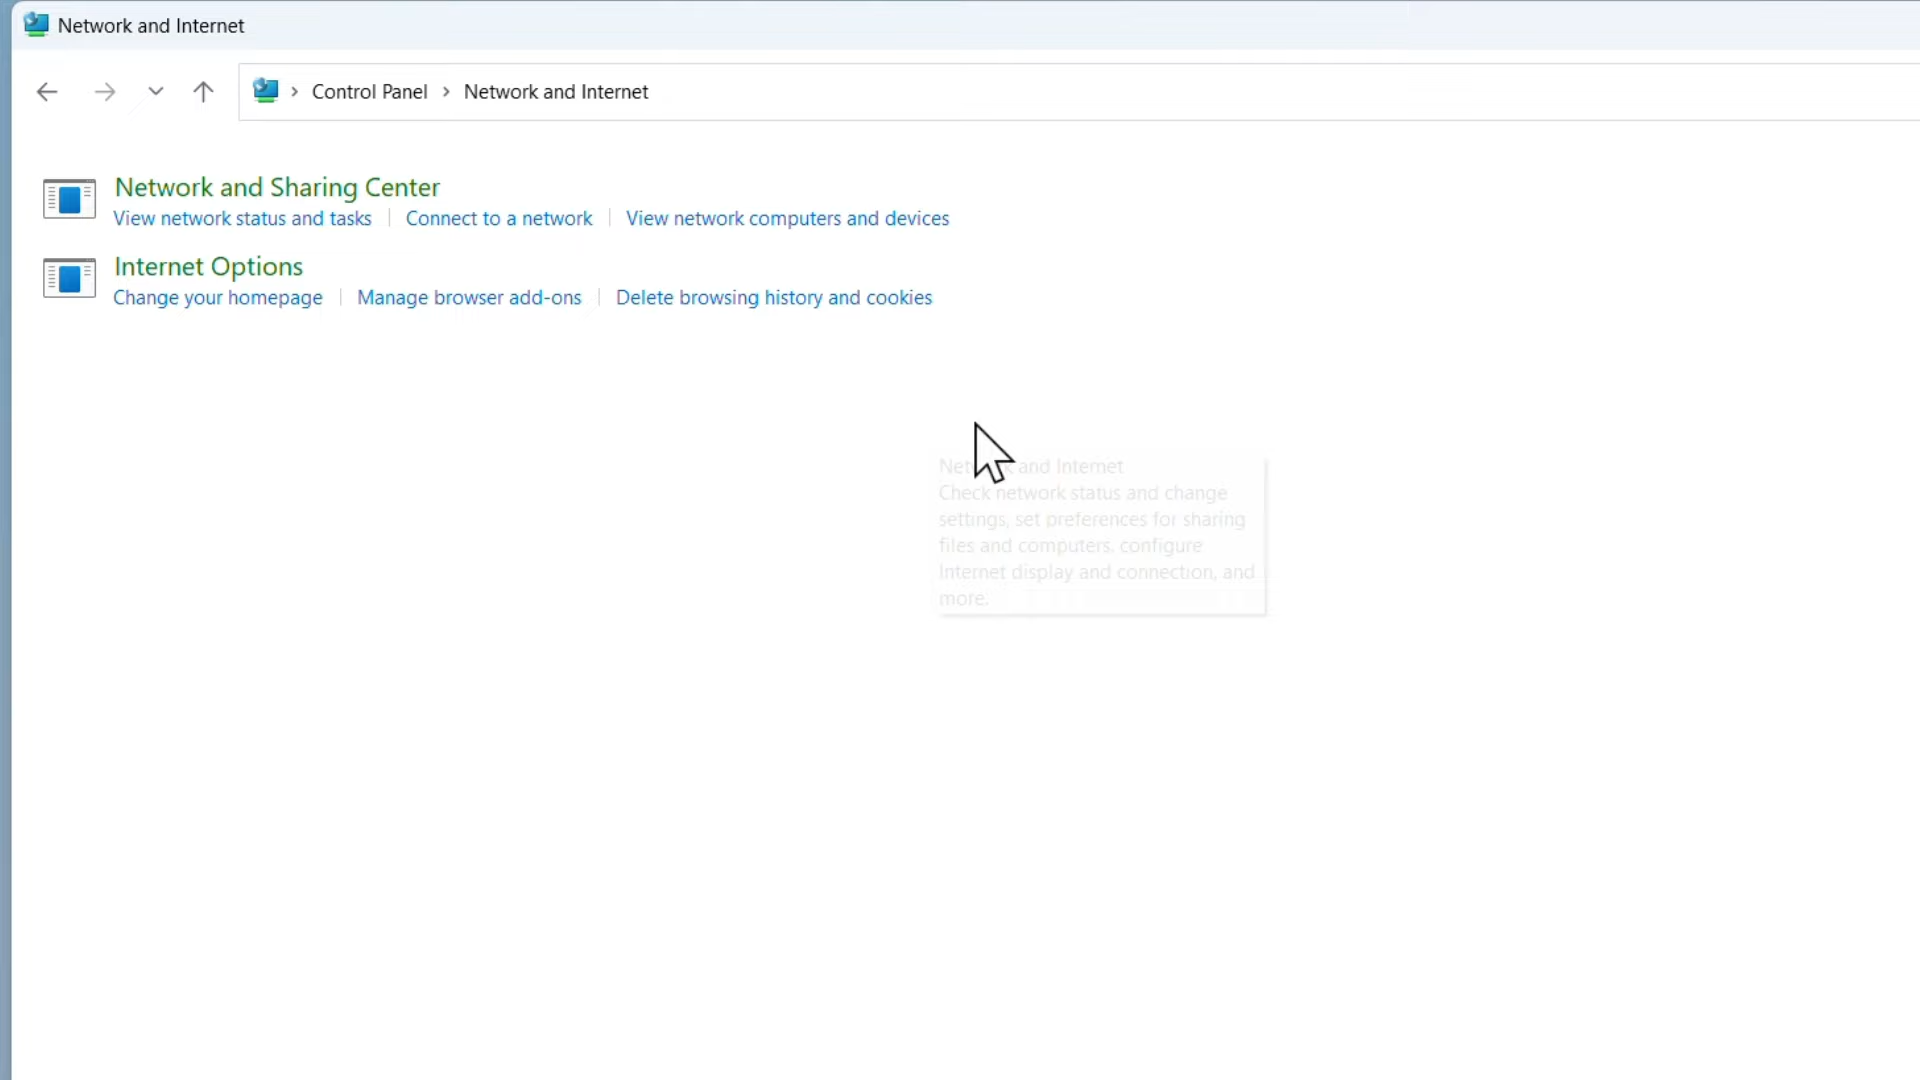 Network and Internet
Control Panel > Network and Internet
Network and Sharing Center
View network status and tasks | Connect to a network | View network computers and devices
Internet Options
Change your homepage | Manage browser add-ons | Delete browsing history and cookies
and Internet
Check network status and change
settings, set preferences for sharing
files and computers, configure
Internet display and connection, and
more.